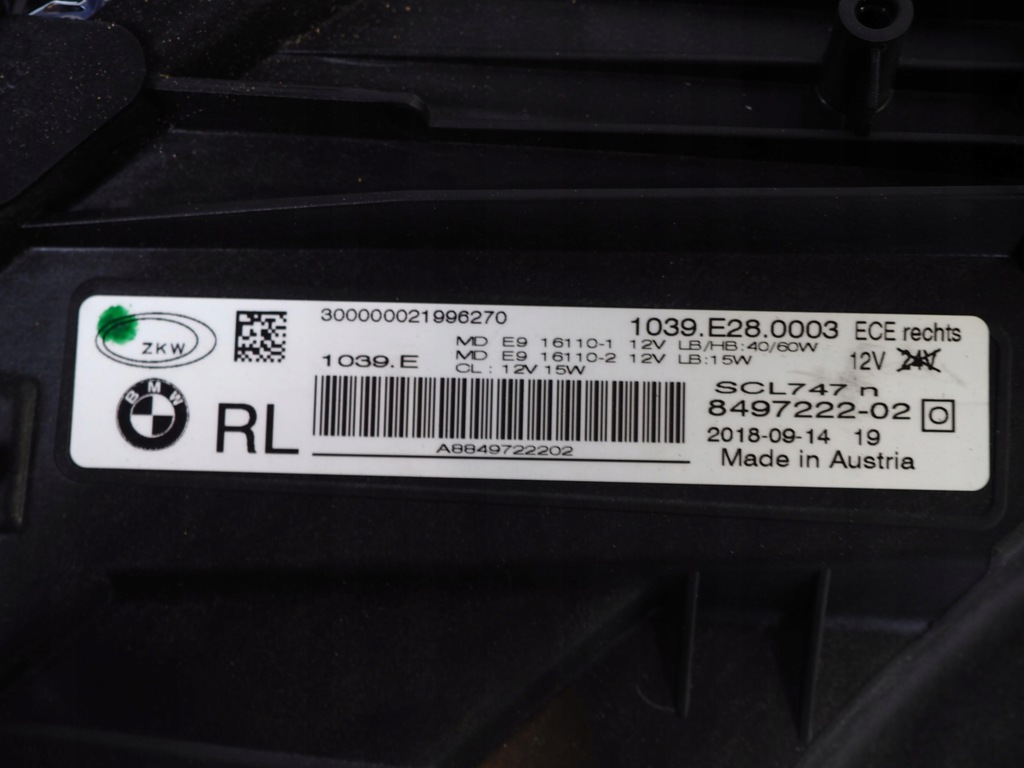 ZKW
BMW
RL
300000021996270
1039.E
MD E9 16110-1 12V LB/HB:40/60W
MD E9 16110-2 12V LB:15W
CL: 12V 15W
A8849722202
1039.E28.0003 ECE rechts
12V 24V
SCL747 n
8497222-02
2018-09-14 19
Made in Austria